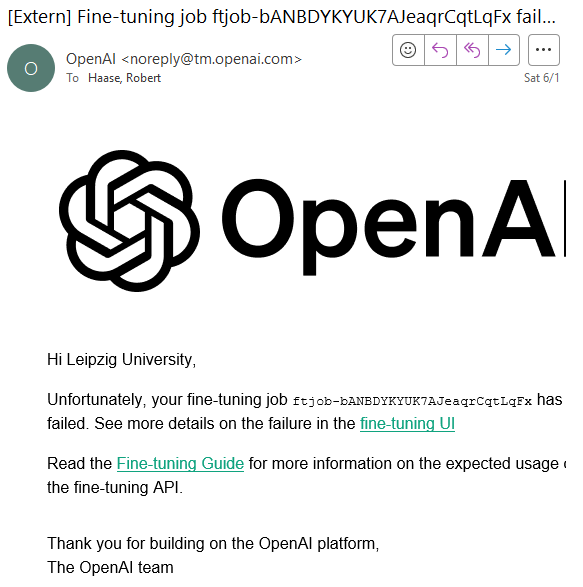 [Extern] Fine-tuning job ftjob-bANBDYKYUK7AJeaqrCqtLqFx fail...
O
OpenAI <noreply@tm.openai.com>
To Haase, Robert
Sat 6/1
OpenAI
Hi Leipzig University,
Unfortunately, your fine-tuning job ftjob-bANBDYKYUK7AJeaqrCqtLqFx has
failed. See more details on the failure in the fine-tuning UI
Read the Fine-tuning Guide for more information on the expected usage o
the fine-tuning API.
Thank you for building on the OpenAI platform,
The OpenAI team